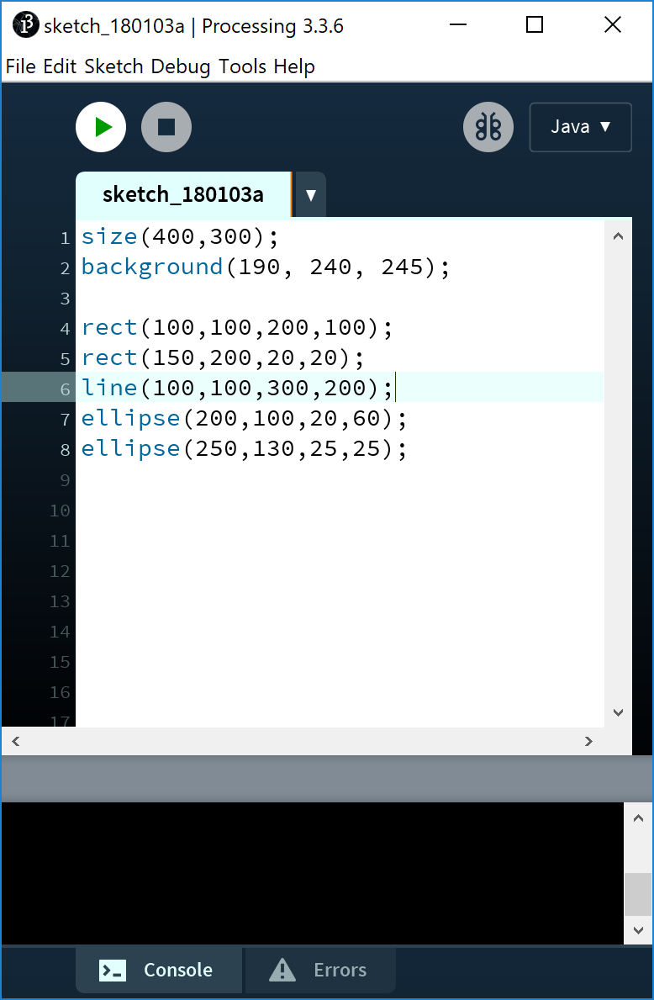 sketch_180103a | Processing 3.3.6
File Edit Sketch Debug Tools Help
Java ▼
sketch_180103a ▼
1 size(400,300);
2 background(190, 240, 245);
3
4 rect(100,100,200,100);
5 rect(150,200,20,20);
6 line(100,100,300,200);
7 ellipse(200,100,20,60);
8 ellipse(250,130,25,25);
9
10
11
12
13
14
15
16
17
Console Errors